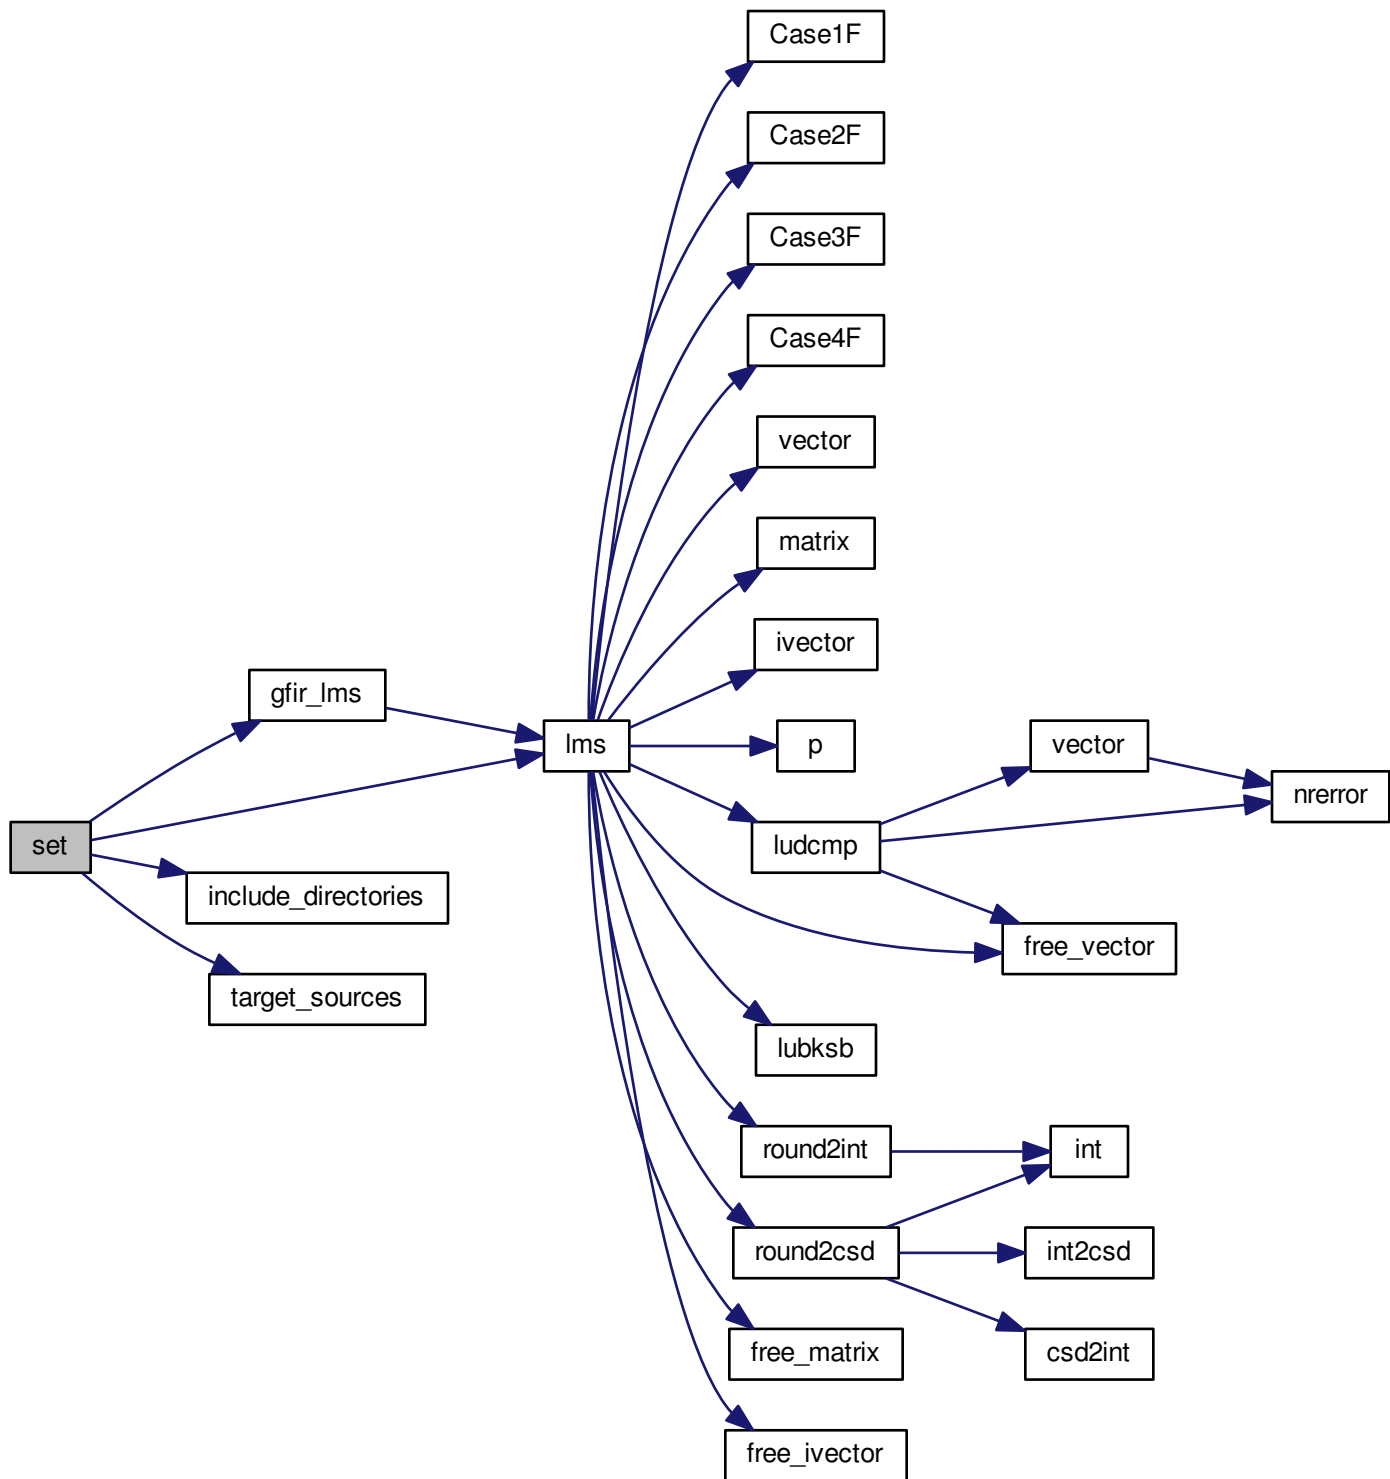 Case1F
Case2F
Case3F
Case4F
vector
matrix
ivector
gfir_lms
lms
p
vector
nrerror
set
ludcmp
include_directories
free_vector
target_sources
lubksb
round2int
int
round2csd
int2csd
free_matrix
csd2int
free_ivector